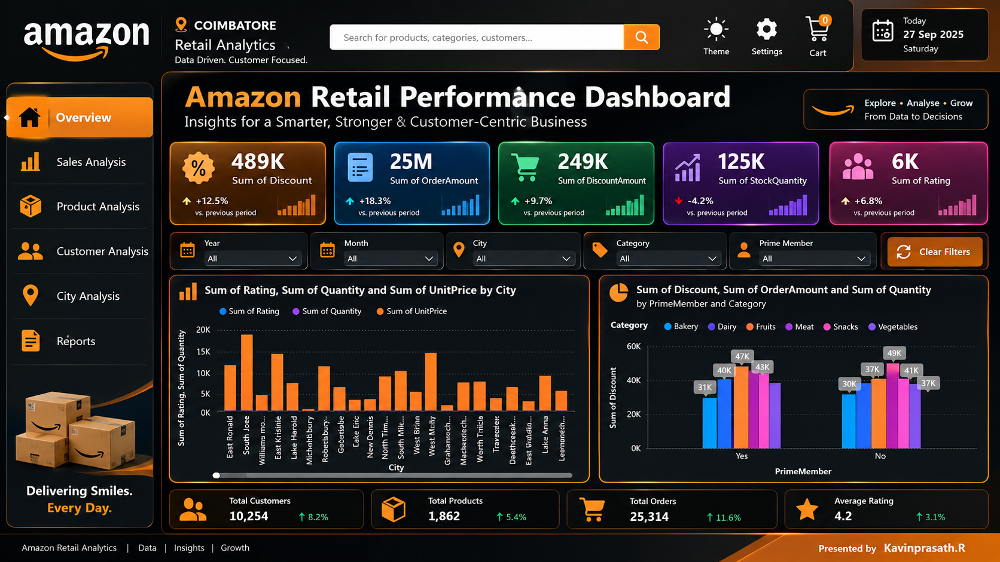 amazon
COIMBATORE
Retail Analytics
Data Driven. Customer Focused.
Search for products, categories, customers...
Theme
Settings
0
Cart
Today
27 Sep 2025
Saturday
Overview
Sales Analysis
Product Analysis
Customer Analysis
City Analysis
Reports
Delivering Smiles.
Every Day.
Amazon Retail Performance Dashboard
Insights for a Smarter, Stronger & Customer-Centric Business
Explore • Analyse • Grow
From Data to Decisions
%
489K
Sum of Discount
+12.5%
vs. previous period
25M
Sum of OrderAmount
+18.3%
vs. previous period
249K
Sum of DiscountAmount
+9.7%
vs. previous period
125K
Sum of StockQuantity
-4.2%
vs. previous period
6K
Sum of Rating
+6.8%
vs. previous period
Year
All
Month
All
City
All
Category
All
Prime Member
All
Clear Filters
Sum of Rating, Sum of Quantity and Sum of UnitPrice by City
Sum of Rating
Sum of Quantity
Sum of UnitPrice
Sum of Rating, Sum of Quantity
20K
15K
10K
5K
0K
East Ronald
South Joee
Williams mo...
East Kristnie
Lake Harold
Michentbury
Robertsbury...
Lake Eric
New Dennis
North Tim...
South Mile...
West Brian
West Molty
Grahamech...
Worth Tnicla
Lake Anna
City
Sum of Discount, Sum of OrderAmount and Sum of Quantity
by PrimeMember and Category
Category
Bakery
Dairy
Fruits
Meat
Snacks
Vegetables
Sum of Discount
60K
40K
20K
0K
31K
40K
47K
43K
30K
37K
49K
41K
37K
Yes
No
PrimeMember
Total Customers
10,254
↑ 8.2%
Total Products
1,862
↑ 5.4%
Total Orders
25,314
↑ 11.6%
Average Rating
4.2
↑ 3.1%
Amazon Retail Analytics | Data | Insights | Growth
Presented by Kavinprasath.R